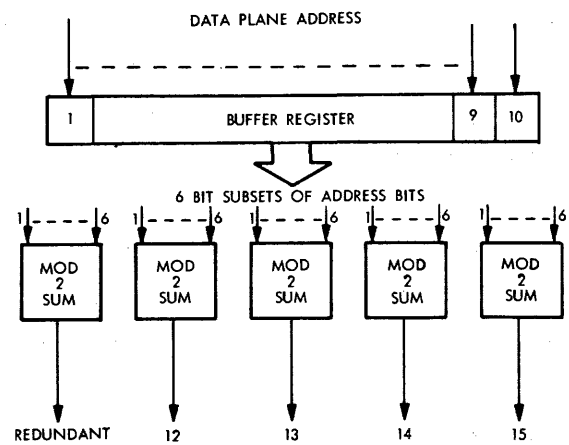 DATA PLANE ADDRESS
1 BUFFER REGISTER 9 10
6 BIT SUBSETS OF ADDRESS BITS
1 6 1 6 1 6 1 6 1 6
MOD 2 SUM MOD 2 SUM MOD 2 SUM MOD 2 SUM MOD 2 SUM
REDUNDANT 12 13 14 15